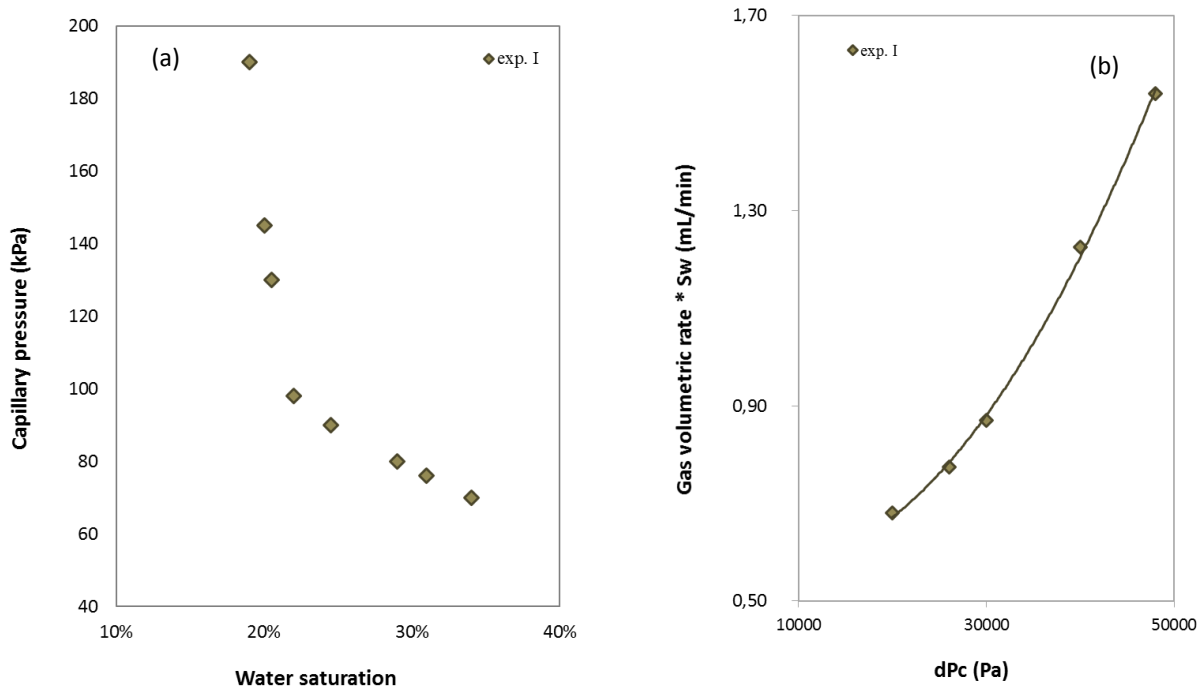 (a)
exp. I
Capillary pressure (kPa)
200
180
160
140
120
100
80
60
40
10%
20%
30%
40%
Water saturation
(b)
exp. I
Gas volumetric rate * Sw (mL/min)
1,70
1,30
0,90
0,50
10000
30000
50000
dPc (Pa)